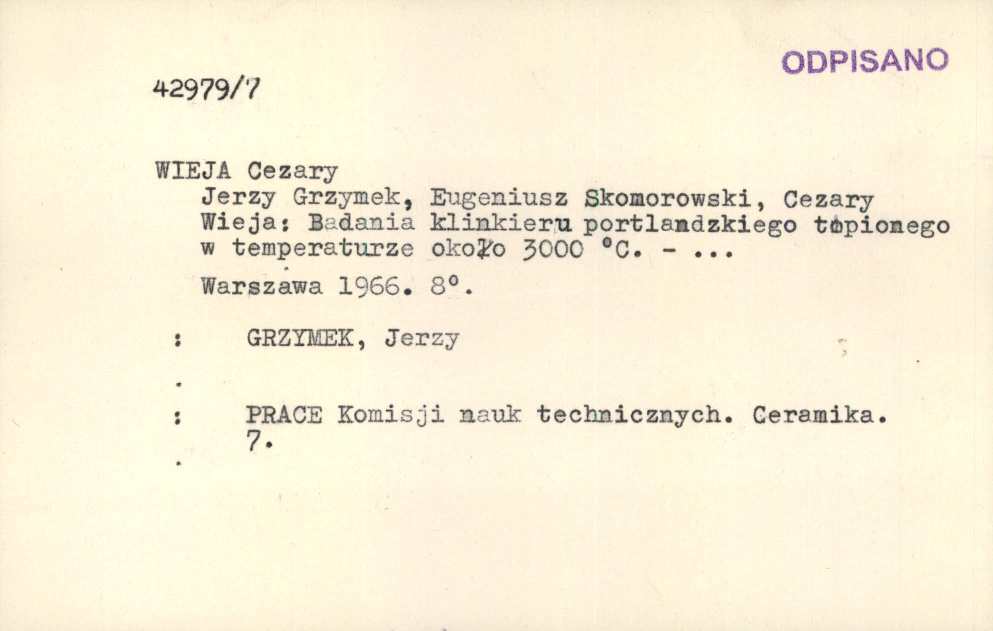 ODPISANO
42979/7
WIEJA Cezary
Jerzy Grzymek, Eugeniusz Skomorowski, Cezary
Wieja: Badania klinkieru portlandzkiego topionego
w temperaturze około 3000 °C. - ...
Warszawa 1966. 8°.
: GRZYMEK, Jerzy
.
: PRACE Komisji nauk technicznych. Ceramika.
7.
.